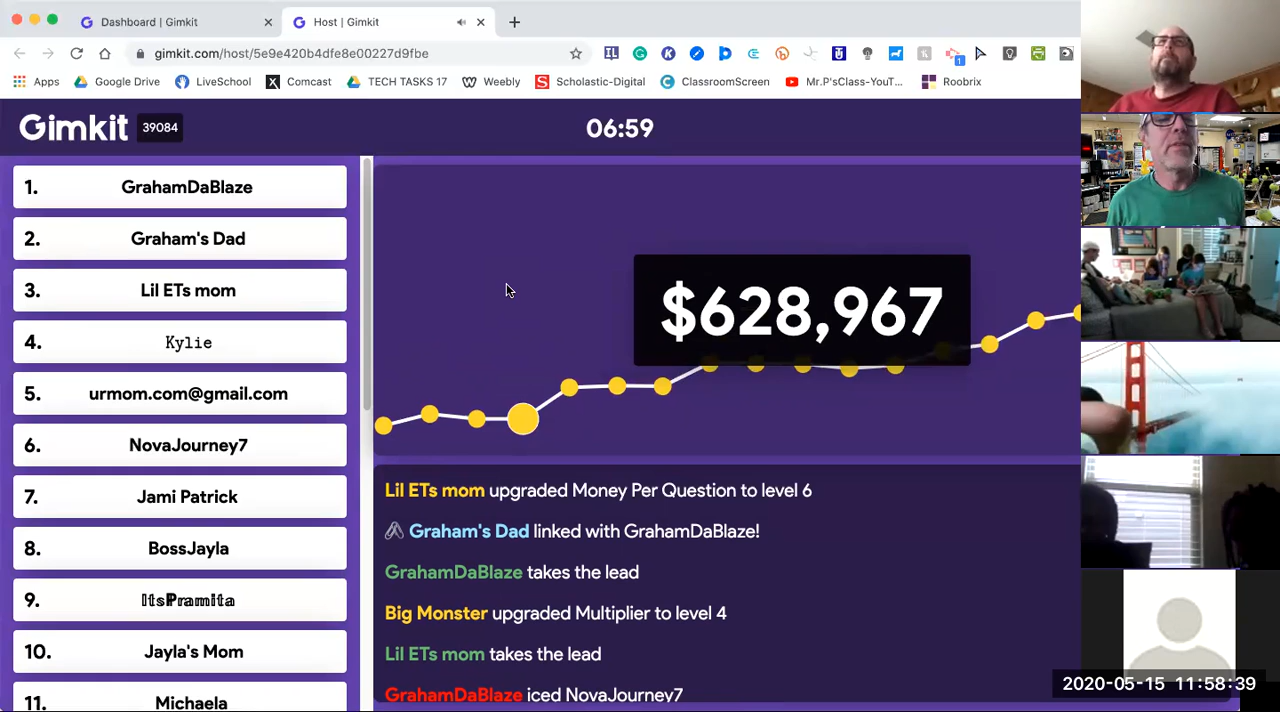 Dashboard | Gimkit
Host | Gimkit
gimkit.com/host/5e9e420b4dfe8e00227d9fbe
Apps
Google Drive
LiveSchool
Comcast
TECH TASKS 17
Weebly
Scholastic-Digital
ClassroomScreen
Mr.P'sClass-YouT...
Roobrix
Gimkit
39084
06:59
1. GrahamDaBlaze
2. Graham's Dad
3. Lil ETs mom
4. Kylie
5. urmom.com@gmail.com
6. NovaJourney7
7. Jami Patrick
8. BossJayla
9. ItsPramita
10. Jayla's Mom
11. Michaela
$628,967
Lil ETs mom upgraded Money Per Question to level 6
Graham's Dad linked with GrahamDaBlaze!
GrahamDaBlaze takes the lead
Big Monster upgraded Multiplier to level 4
Lil ETs mom takes the lead
GrahamDaBlaze iced NovaJourney7
2020-05-15 11:58:39